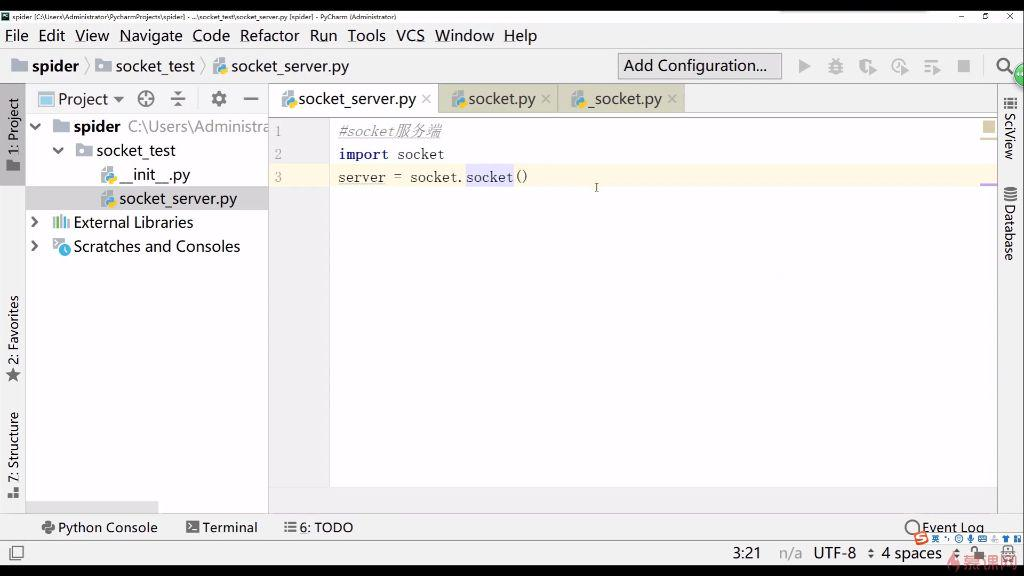 spider [C:\Users\Administrator\PycharmProjects\spider] - ...\socket_test\socket_server.py [spider] - PyCharm (Administrator)
File Edit View Navigate Code Refactor Run Tools VCS Window Help
spider socket_test socket_server.py Add Configuration...
1: Project
Project
socket_server.py socket.py _socket.py
spider C:\Users\Administra
socket_test
__init__.py
socket_server.py
External Libraries
Scratches and Consoles
1 #socket服务端
2 import socket
3 server = socket.socket()
SciView
Database
2: Favorites
7: Structure
Python Console Terminal 6: TODO Event Log
3:21 n/a UTF-8 4 spaces
慕课网